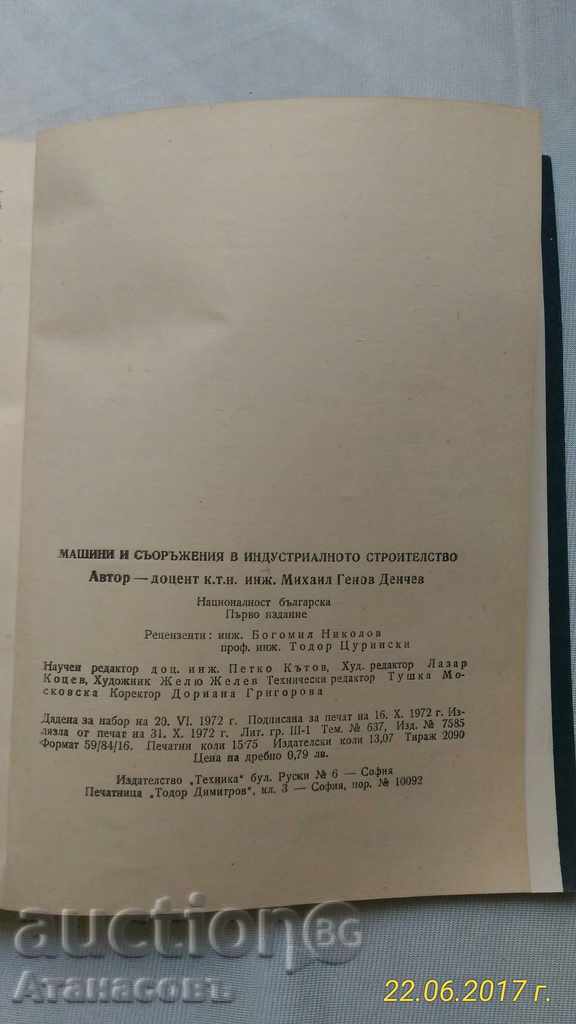 МАШИНИ И СЪОРЪЖЕНИЯ В ИНДУСТРИАЛНОТО СТРОИТЕЛСТВО
Автор — доцент к.т.н. инж. Михаил Генов Денчев
Националност българска
Първо издание
Рецензенти: инж. Богомил Николов
проф. инж. Тодор Цурински
Научен редактор доц. инж. Петко Кътов, Худ. редактор Лазар
Коцев, Художник Желю Желев Технически редактор Тушка Мо-
сковска Коректор Дориана Григорова
Дадена за набор на 20. VI. 1972 г. Подписана за печат на 16. X. 1972 г. Из-
лязла от печат на 31. X. 1972 г. Лит. гр. III-1 Тем. № 637, Изд. № 7585
Формат 59/84/16. Печатни коли 15·75 Издателски коли 13,07 Тираж 2090
Цена на дребно 0,79 лв.
Издателство „Техника“ бул. Руски № 6 — София
Печатница „Тодор Димитров“, кл. 3 — София, пор. № 10092
auctionBG
Атанасовъ
22.06.2017 г.